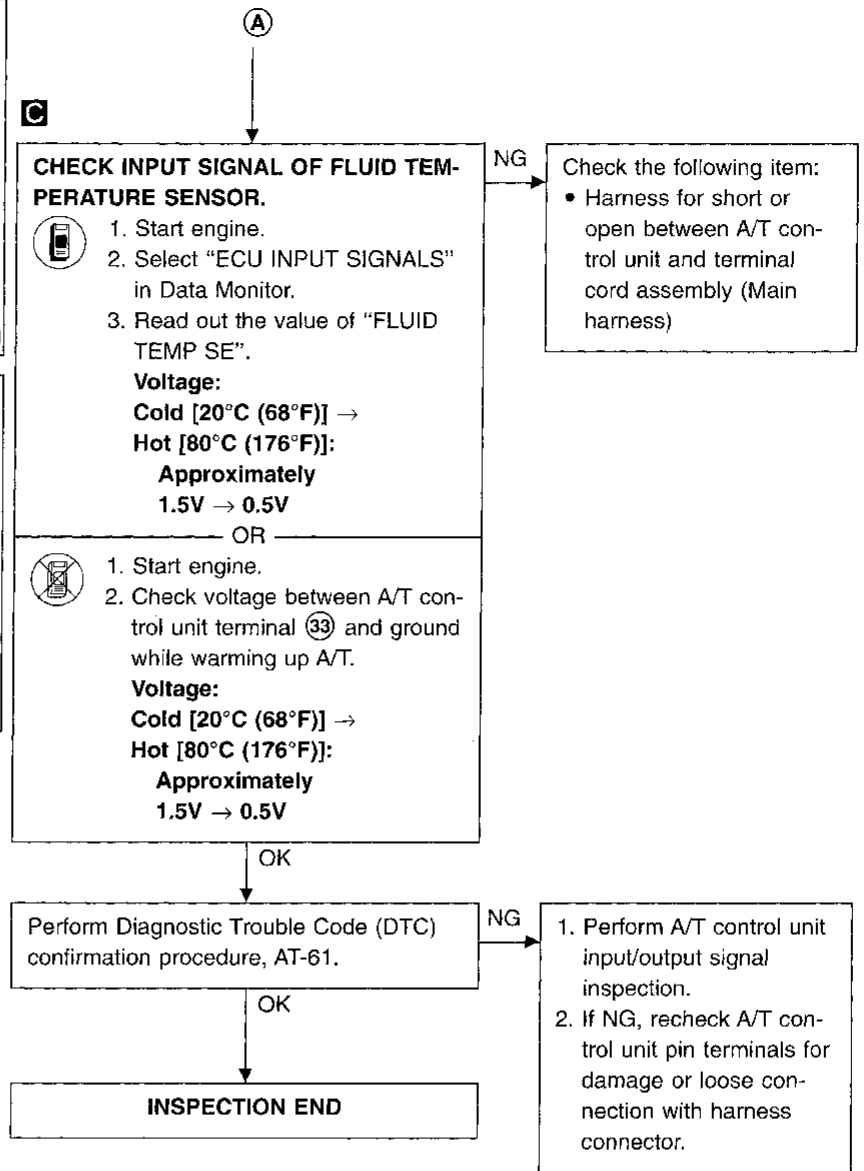 A
C
CHECK INPUT SIGNAL OF FLUID TEM-
PERATURE SENSOR.
1. Start engine.
2. Select “ECU INPUT SIGNALS”
in Data Monitor.
3. Read out the value of “FLUID
TEMP SE”.
Voltage:
Cold [20°C (68°F)] →
Hot [80°C (176°F)]:
Approximately
1.5V → 0.5V
OR
1. Start engine.
2. Check voltage between A/T con-
trol unit terminal 33 and ground
while warming up A/T.
Voltage:
Cold [20°C (68°F)] →
Hot [80°C (176°F)]:
Approximately
1.5V → 0.5V
NG
Check the following item:
• Harness for short or
open between A/T con-
trol unit and terminal
cord assembly (Main
harness)
OK
Perform Diagnostic Trouble Code (DTC)
confirmation procedure, AT-61.
NG
1. Perform A/T control unit
input/output signal
inspection.
2. If NG, recheck A/T con-
trol unit pin terminals for
damage or loose con-
nection with harness
connector.
OK
INSPECTION END